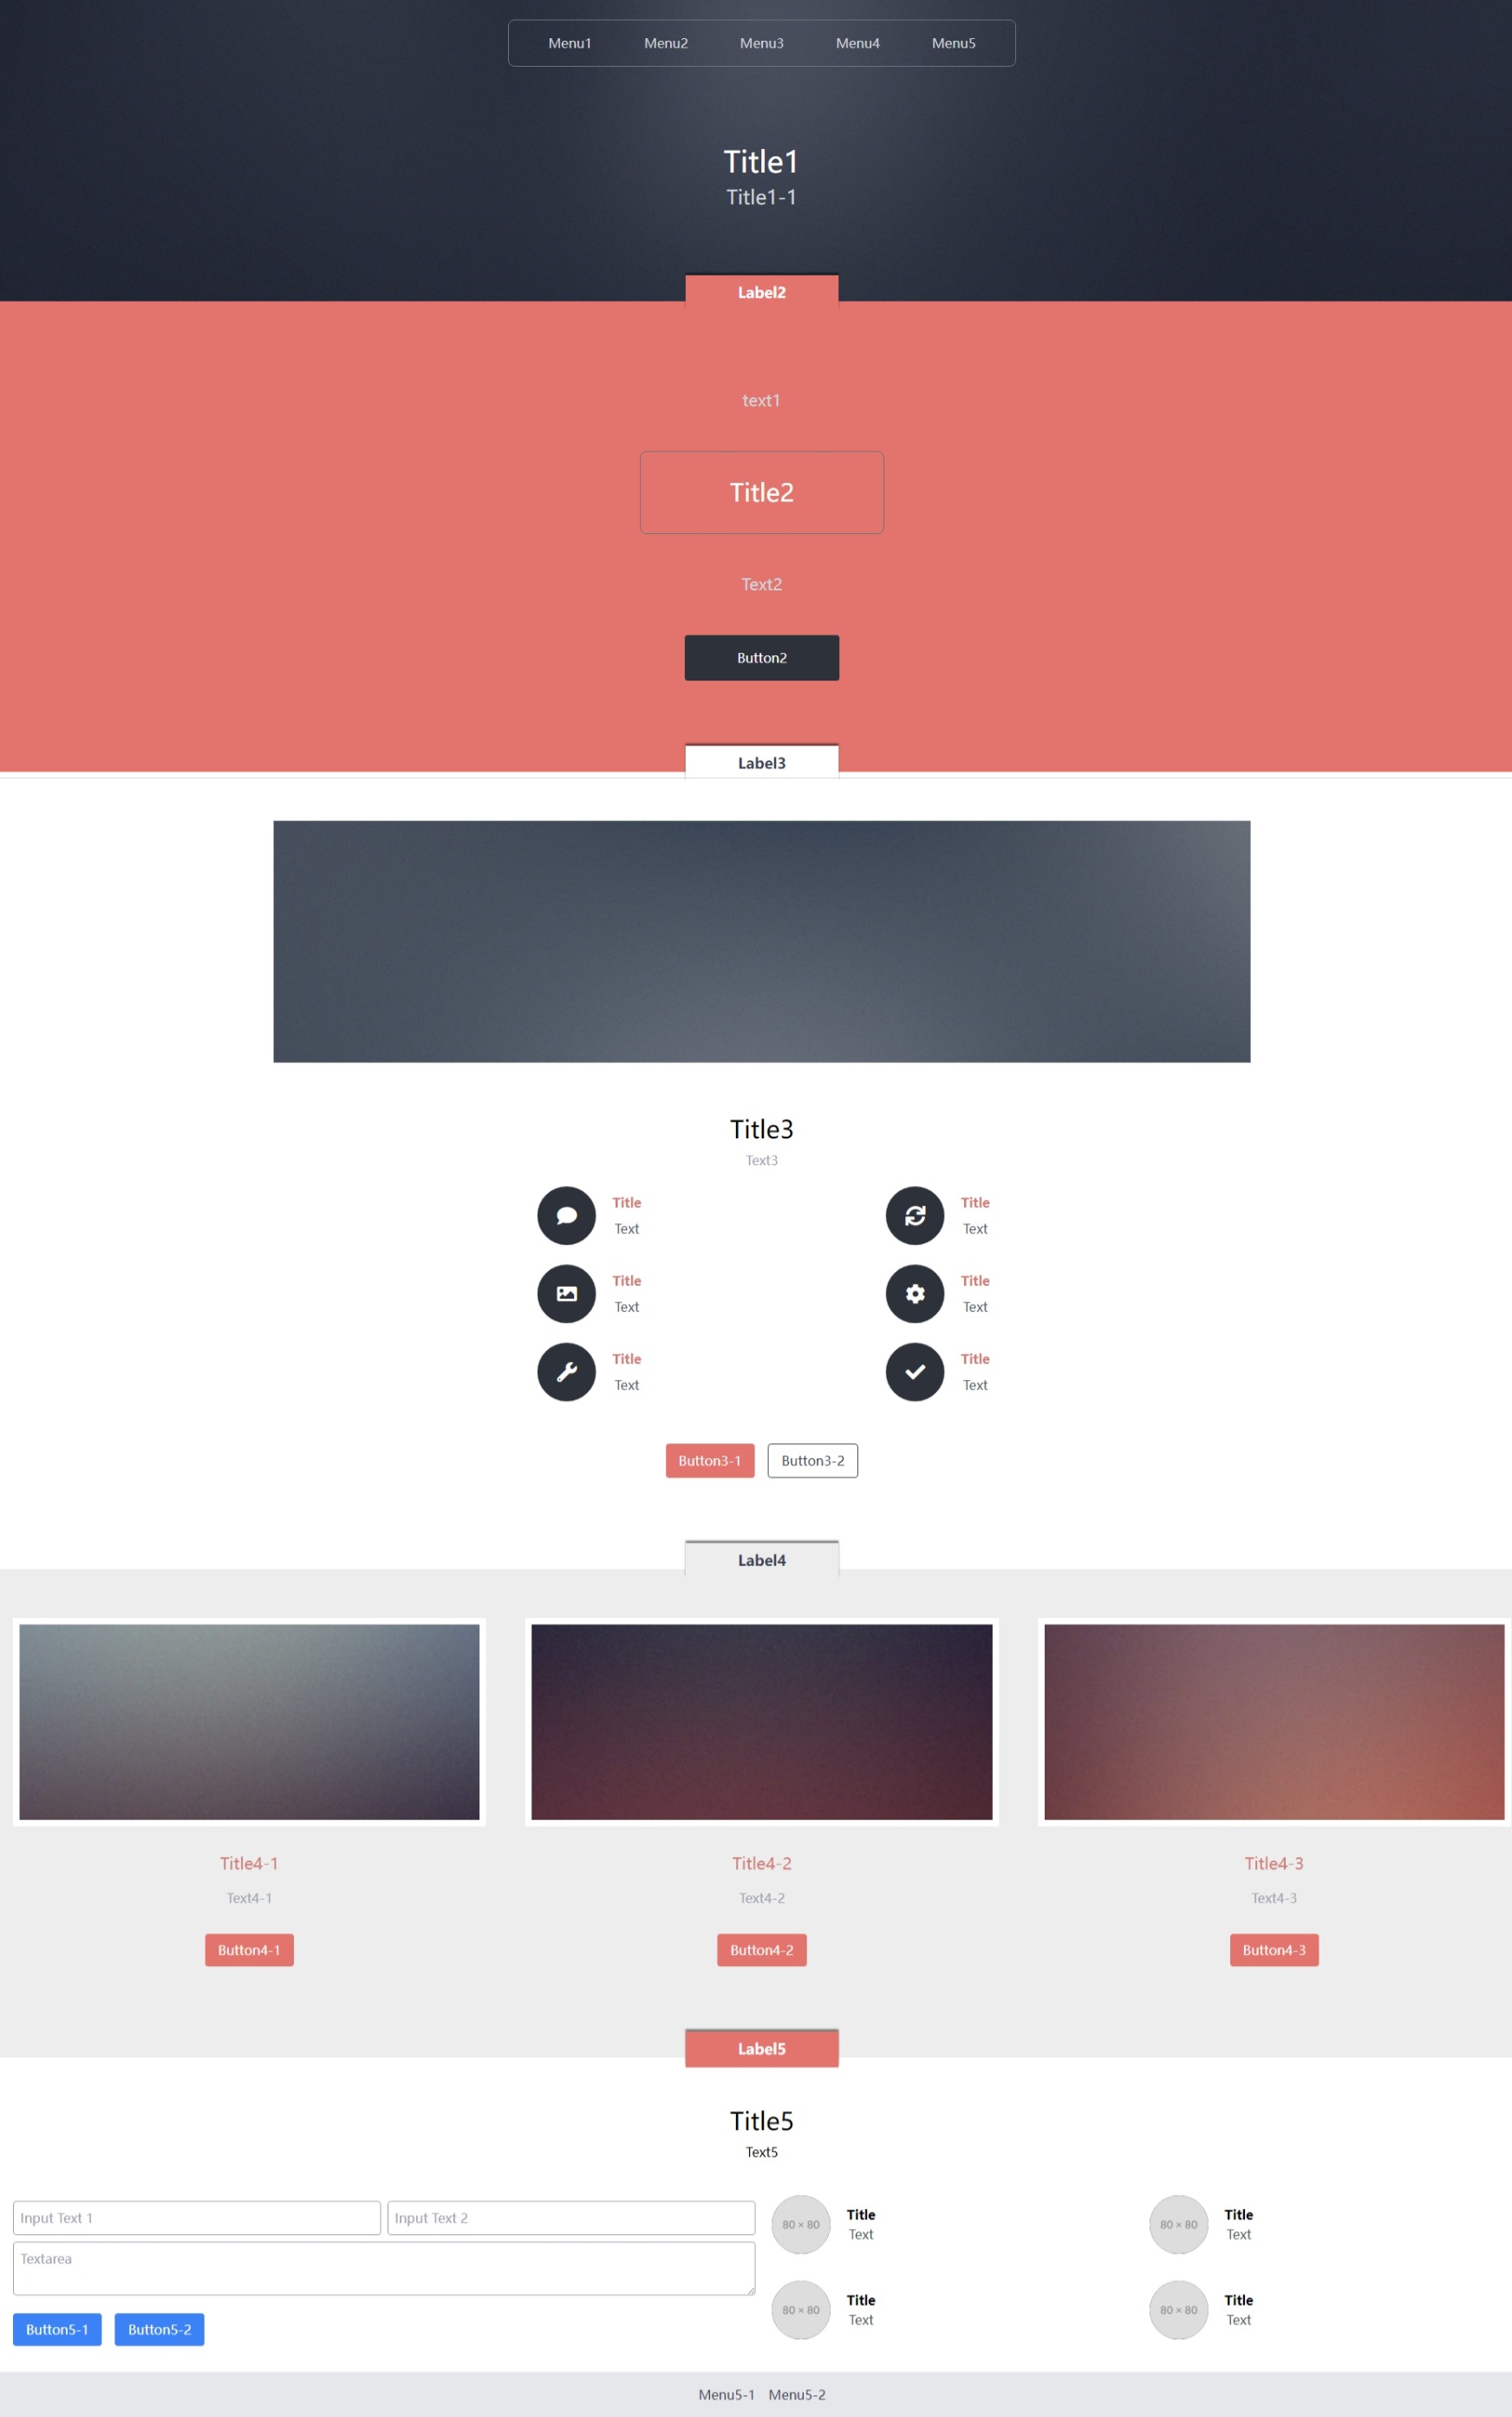 Menu1 Menu2 Menu3 Menu4 Menu5
Title1
Title1-1
Label2
text1
Title2
Text2
Button2
Label3
Title3
Text3
Title
Text
Title
Text
Title
Text
Title
Text
Title
Text
Title
Text
Button3-1 Button3-2
Label4
Title4-1
Text4-1
Button4-1
Title4-2
Text4-2
Button4-2
Title4-3
Text4-3
Button4-3
Label5
Title5
Text5
Input Text 1 Input Text 2
Textarea
Button5-1 Button5-2
80 × 80
Title
Text
80 × 80
Title
Text
80 × 80
Title
Text
80 × 80
Title
Text
Menu5-1 Menu5-2